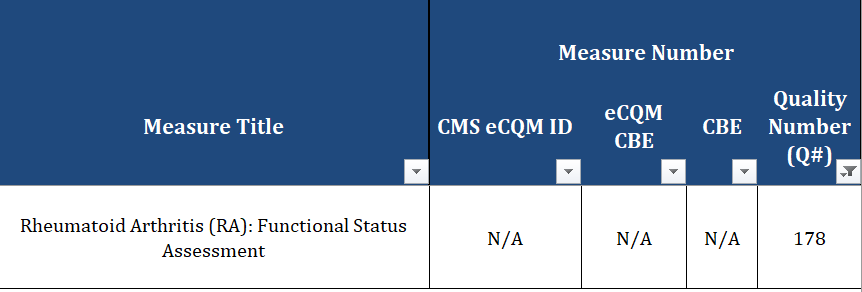 Measure Number
Measure Title
CMS eCQM ID
eCQM
CBE
CBE
Quality
Number
(Q#)
Rheumatoid Arthritis (RA): Functional Status
Assessment
N/A
N/A
N/A
178